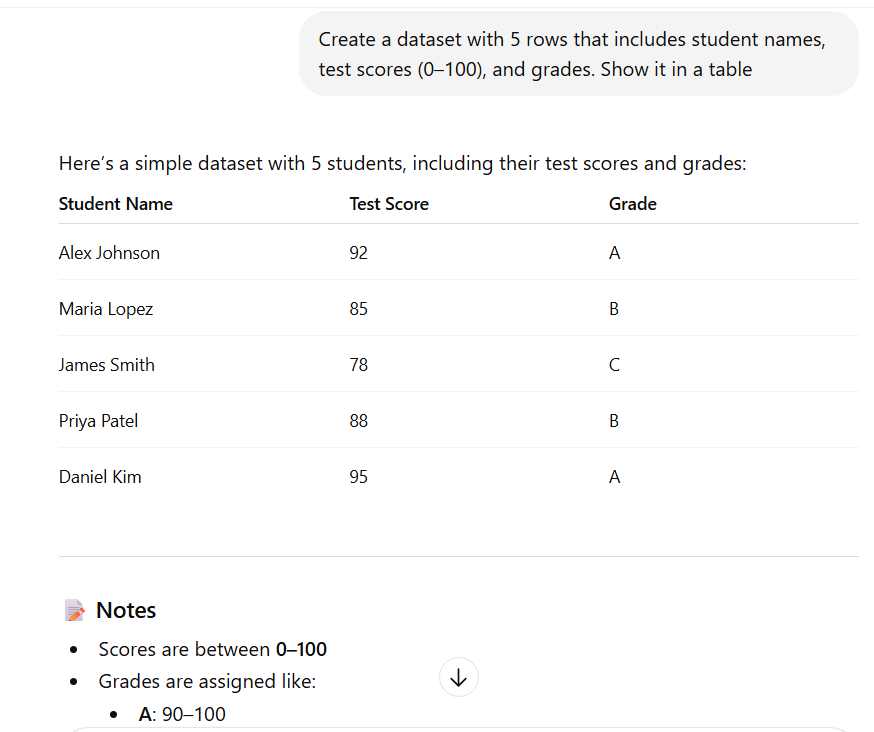 Create a dataset with 5 rows that includes student names,
test scores (0–100), and grades. Show it in a table
Here’s a simple dataset with 5 students, including their test scores and grades:
Student Name Test Score Grade
Alex Johnson 92 A
Maria Lopez 85 B
James Smith 78 C
Priya Patel 88 B
Daniel Kim 95 A
Notes
Scores are between 0–100
Grades are assigned like:
A: 90–100